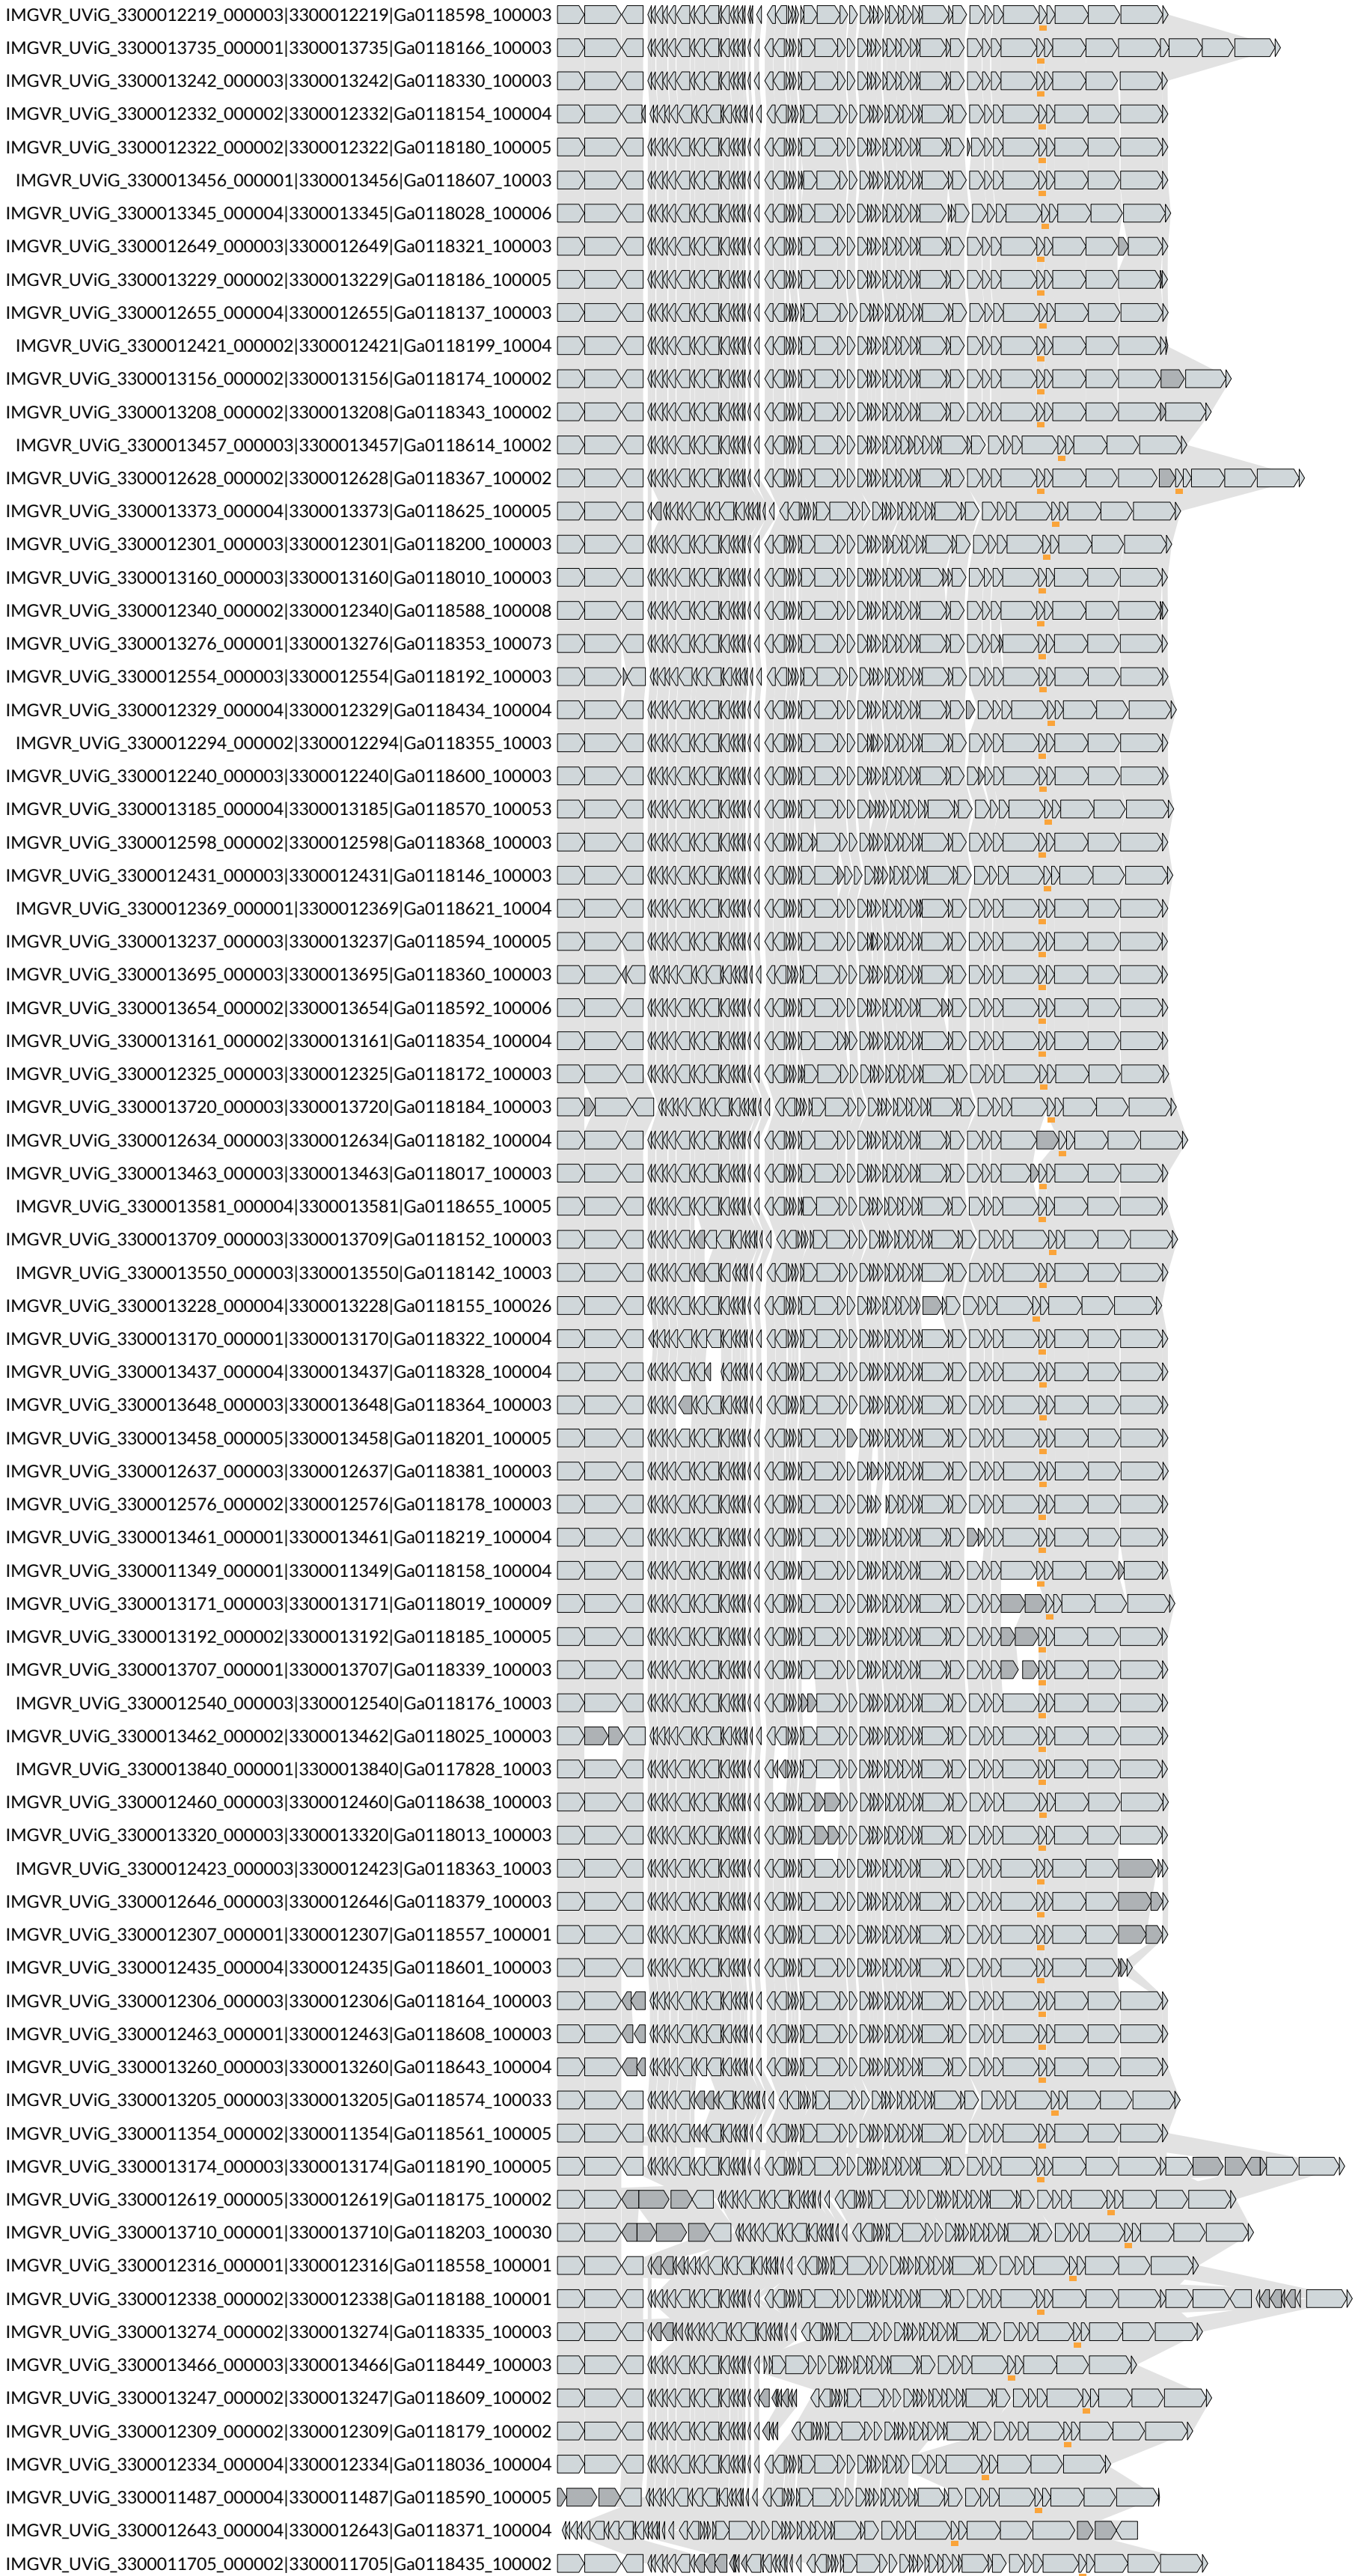 IMGVR_UViG_3300012219_000003|3300012219|Ga0118598_100003
IMGVR_UViG_3300013735_000001|3300013735|Ga0118166_100003
IMGVR_UViG_3300013242_000003|3300013242|Ga0118330_100003
IMGVR_UViG_3300012332_000002|3300012332|Ga0118154_100004
IMGVR_UViG_3300012322_000002|3300012322|Ga0118180_100005
IMGVR_UViG_3300013456_000001|3300013456|Ga0118607_10003
IMGVR_UViG_3300013345_000004|3300013345|Ga0118028_100006
IMGVR_UViG_3300012649_000003|3300012649|Ga0118321_100003
IMGVR_UViG_3300013229_000002|3300013229|Ga0118186_100005
IMGVR_UViG_3300012655_000004|3300012655|Ga0118137_100003
IMGVR_UViG_3300012421_000002|3300012421|Ga0118199_10004
IMGVR_UViG_3300013156_000002|3300013156|Ga0118174_100002
IMGVR_UViG_3300013208_000002|3300013208|Ga0118343_100002
IMGVR_UViG_3300013457_000003|3300013457|Ga0118614_10002
IMGVR_UViG_3300012628_000002|3300012628|Ga0118367_100002
IMGVR_UViG_3300013373_000004|3300013373|Ga0118625_100005
IMGVR_UViG_3300012301_000003|3300012301|Ga0118200_100003
IMGVR_UViG_3300013160_000003|3300013160|Ga0118010_100003
IMGVR_UViG_3300012340_000002|3300012340|Ga0118588_100008
IMGVR_UViG_3300013276_000001|3300013276|Ga0118353_100073
IMGVR_UViG_3300012554_000003|3300012554|Ga0118192_100003
IMGVR_UViG_3300012329_000004|3300012329|Ga0118434_100004
IMGVR_UViG_3300012294_000002|3300012294|Ga0118355_10003
IMGVR_UViG_3300012240_000003|3300012240|Ga0118600_100003
IMGVR_UViG_3300013185_000004|3300013185|Ga0118570_100053
IMGVR_UViG_3300012598_000002|3300012598|Ga0118368_100003
IMGVR_UViG_3300012431_000003|3300012431|Ga0118146_100003
IMGVR_UViG_3300012369_000001|3300012369|Ga0118621_10004
IMGVR_UViG_3300013237_000003|3300013237|Ga0118594_100005
IMGVR_UViG_3300013695_000003|3300013695|Ga0118360_100003
IMGVR_UViG_3300013654_000002|3300013654|Ga0118592_100006
IMGVR_UViG_3300013161_000002|3300013161|Ga0118354_100004
IMGVR_UViG_3300012325_000002|3300012325|Ga0118172_100003
IMGVR_UViG_3300013720_000003|3300013720|Ga0118184_100003
IMGVR_UViG_3300012634_000003|3300012634|Ga0118182_100004
IMGVR_UViG_3300013463_000003|3300013463|Ga0118017_100003
IMGVR_UViG_3300013581_000004|3300013581|Ga0118655_10005
IMGVR_UViG_3300013709_000003|3300013709|Ga0118152_100003
IMGVR_UViG_3300013550_000003|3300013550|Ga0118142_10003
IMGVR_UViG_3300013228_000004|3300013228|Ga0118155_100026
IMGVR_UViG_3300013170_000001|3300013170|Ga0118322_100004
IMGVR_UViG_3300013437_000004|3300013437|Ga0118328_100004
IMGVR_UViG_3300013648_000003|3300013648|Ga0118364_100003
IMGVR_UViG_3300013458_000005|3300013458|Ga0118201_100005
IMGVR_UViG_3300012637_000003|3300012637|Ga0118381_100003
IMGVR_UViG_3300012576_000002|3300012576|Ga0118178_100003
IMGVR_UViG_3300013461_000001|3300013461|Ga0118219_100004
IMGVR_UViG_3300011349_000001|3300011349|Ga0118158_100004
IMGVR_UViG_3300013171_000003|3300013171|Ga0118019_100009
IMGVR_UViG_3300013192_000002|3300013192|Ga0118185_100005
IMGVR_UViG_3300013707_000001|3300013707|Ga0118339_100003
IMGVR_UViG_3300012540_000003|3300012540|Ga0118176_10003
IMGVR_UViG_3300013462_000002|3300013462|Ga0118025_100003
IMGVR_UViG_3300013840_000001|3300013840|Ga0117828_10003
IMGVR_UViG_3300012460_000003|3300012460|Ga0118638_100003
IMGVR_UViG_3300013320_000003|3300013320|Ga0118013_100003
IMGVR_UViG_3300012423_000003|3300012423|Ga0118363_10003
IMGVR_UViG_3300012646_000003|3300012646|Ga0118379_100003
IMGVR_UViG_3300012307_000001|3300012307|Ga0118557_100001
IMGVR_UViG_3300012435_000004|3300012435|Ga0118601_100003
IMGVR_UViG_3300012306_000003|3300012306|Ga0118164_100003
IMGVR_UViG_3300012463_000001|3300012463|Ga0118608_100003
IMGVR_UViG_3300013260_000003|3300013260|Ga0118643_100004
IMGVR_UViG_3300013205_000003|3300013205|Ga0118574_100033
IMGVR_UViG_3300011354_000002|3300011354|Ga0118561_100005
IMGVR_UViG_3300013174_000003|3300013174|Ga0118190_100005
IMGVR_UViG_3300012619_000005|3300012619|Ga0118175_100002
IMGVR_UViG_3300013710_000001|3300013710|Ga0118203_100030
IMGVR_UViG_3300012316_000001|3300012316|Ga0118558_100001
IMGVR_UViG_3300012338_000002|3300012338|Ga0118188_100001
IMGVR_UViG_3300013274_000002|3300013274|Ga0118335_100003
IMGVR_UViG_3300013466_000003|3300013466|Ga0118449_100003
IMGVR_UViG_3300013247_000002|3300013247|Ga0118609_100002
IMGVR_UViG_3300012309_000002|3300012309|Ga0118179_100002
IMGVR_UViG_3300012334_000004|3300012334|Ga0118036_100004
IMGVR_UViG_3300011487_000004|3300011487|Ga0118590_100005
IMGVR_UViG_3300012643_000004|3300012643|Ga0118371_100004
IMGVR_UViG_3300011705_000002|3300011705|Ga0118435_100002